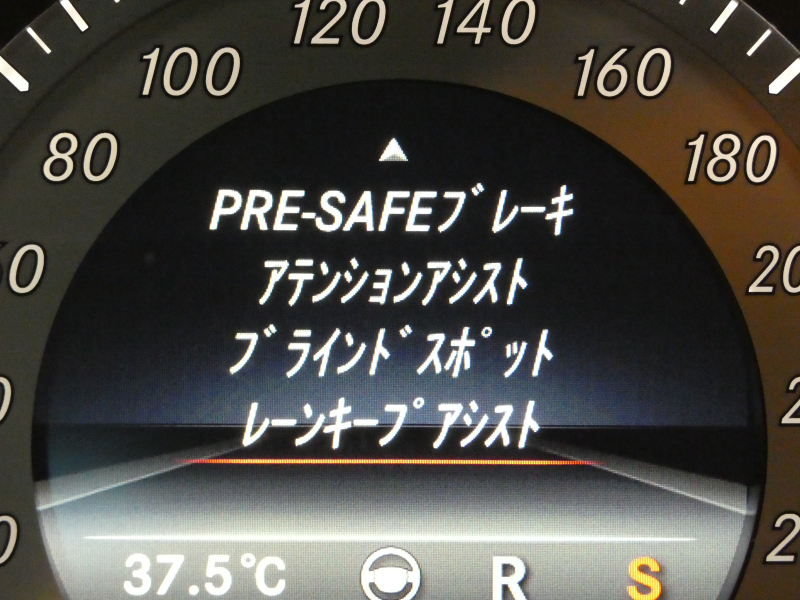 120 140
100 160
80 180
PRE-SAFEブレーキ
アテンションアシスト
ブラインドスポット
レーンキープアシスト
37.5℃ R S